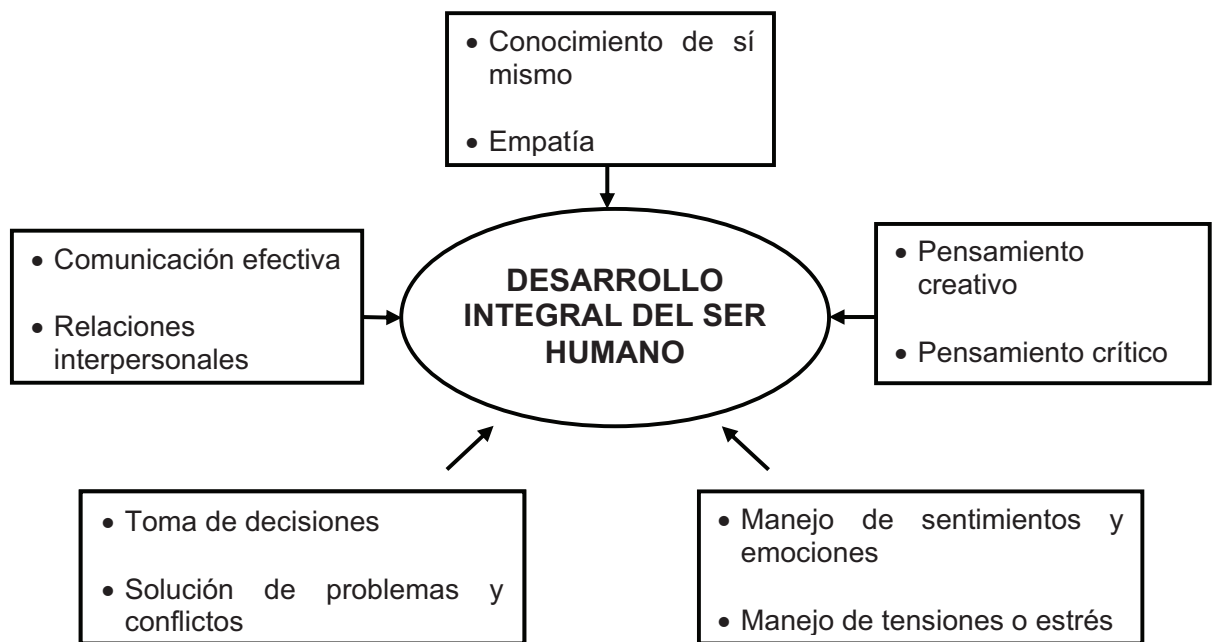 • Conocimiento de sí
mismo
• Empatía
• Comunicación efectiva
• Relaciones
interpersonales
DESARROLLO
INTEGRAL DEL SER
HUMANO
• Pensamiento
creativo
• Pensamiento crítico
• Toma de decisiones
• Solución de problemas y
conflictos
• Manejo de sentimientos y
emociones
• Manejo de tensiones o estrés